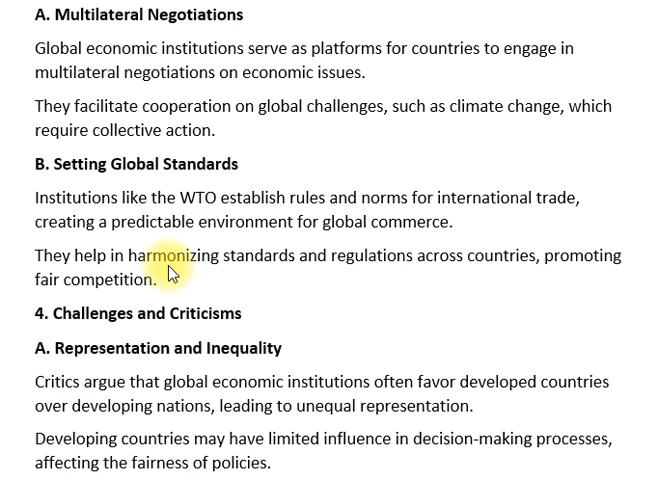 A. Multilateral Negotiations
Global economic institutions serve as platforms for countries to engage in
multilateral negotiations on economic issues.
They facilitate cooperation on global challenges, such as climate change, which
require collective action.
B. Setting Global Standards
Institutions like the WTO establish rules and norms for international trade,
creating a predictable environment for global commerce.
They help in harmonizing standards and regulations across countries, promoting
fair competition.
4. Challenges and Criticisms
A. Representation and Inequality
Critics argue that global economic institutions often favor developed countries
over developing nations, leading to unequal representation.
Developing countries may have limited influence in decision-making processes,
affecting the fairness of policies.